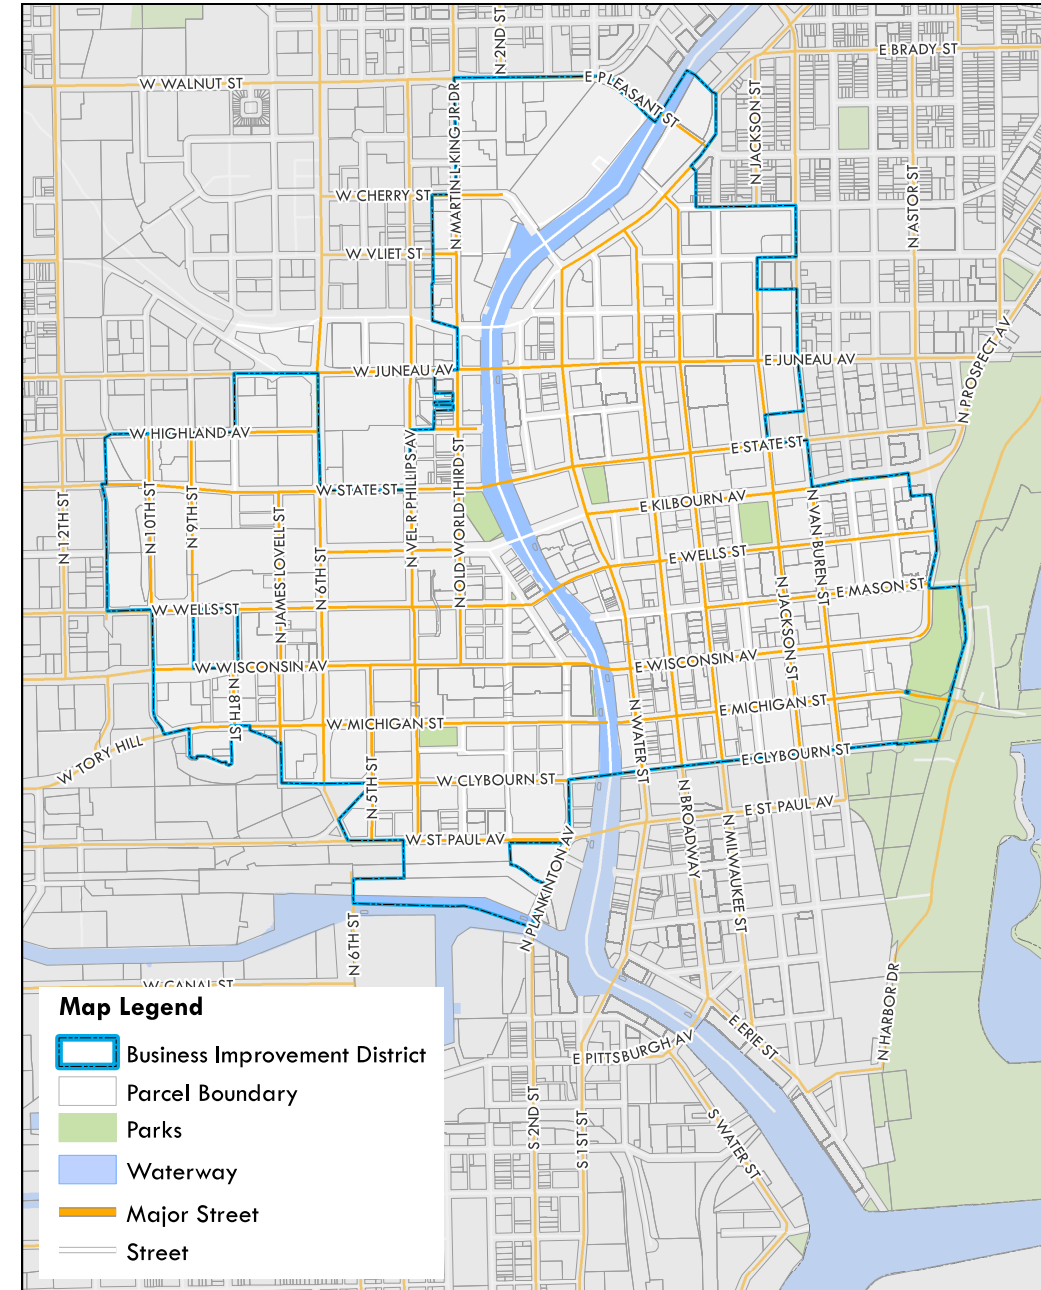 N 2ND ST
E BRADY ST
W WALNUT ST
E PLEASANT ST
N JACKSON ST
N MARTIN L KING JR DR
N ASTOR ST
W CHERRY ST
W VLIET ST
N PROSPECT AV
E JUNEAU AV
W JUNEAU AV
W HIGHLAND AV
E STATE ST
N VEL R PHILLIPS AV
N OLD WORLD THIRD ST
W STATE ST
N 12TH ST
N 10TH ST
N 9TH ST
E KILBOURN AV
N JAMES LOVELL ST
N 6TH ST
N VAN BUREN ST
E WELLS ST
E MASON ST
N JACKSON ST
W WELLS ST
E WISCONSIN AV
W WISCONSIN AV
N 8TH ST
E MICHIGAN ST
W MICHIGAN ST
N WATER ST
W TORY HILL
E CLYBOURN ST
W CLYBOURN ST
N 5TH ST
N BROADWAY
E ST PAUL AV
N MILWAUKEE ST
W ST PAUL AV
N PLANKINTON AV
N 6TH ST
W CANAL ST
N HARBOR DR
E ERIE ST
E PITTSBURGH AV
S 2ND ST
S 1ST ST
S WATER ST
Map Legend
Business Improvement District
Parcel Boundary
Parks
Waterway
Major Street
Street